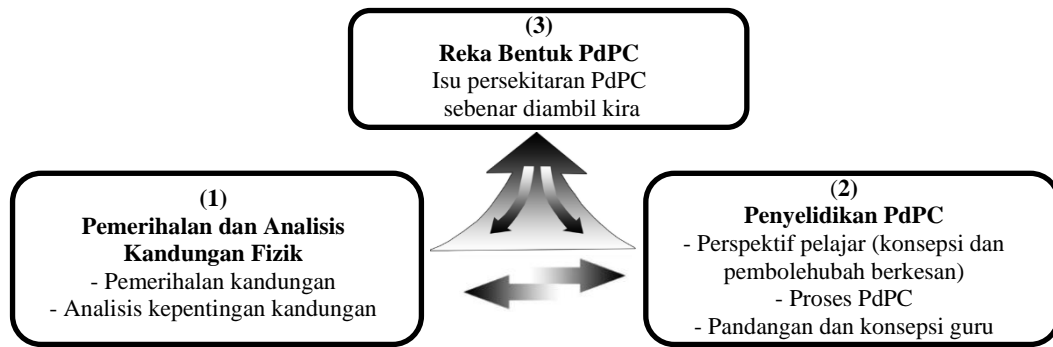 (3)
Reka Bentuk PdPC
Isu persekitaran PdPC
sebenar diambil kira
(1)
Pemerihalan dan Analisis
Kandungan Fizik
- Pemerihalan kandungan
- Analisis kepentingan kandungan
(2)
Penyelidikan PdPC
- Perspektif pelajar (konsepsi dan
pembolehubah berkesan)
- Proses PdPC
- Pandangan dan konsepsi guru